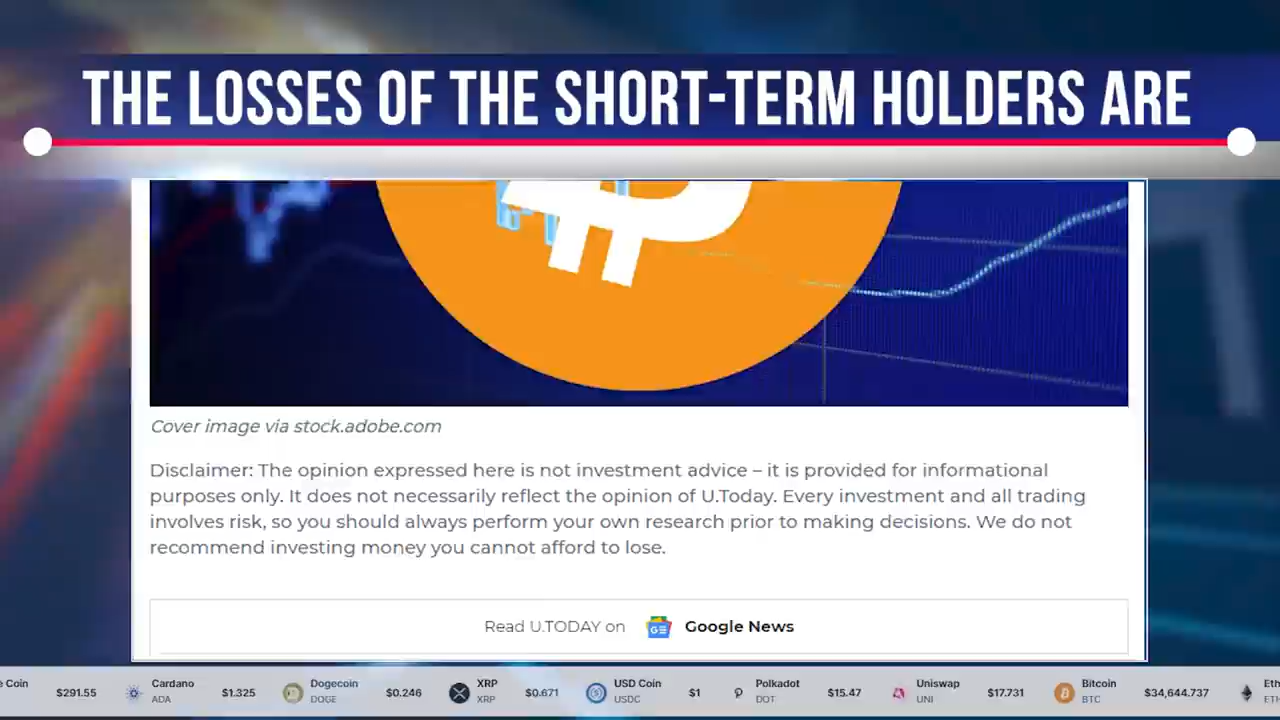 THE LOSSES OF THE SHORT-TERM HOLDERS ARE
Cover image via stock.adobe.com
Disclaimer: The opinion expressed here is not investment advice – it is provided for informational
purposes only. It does not necessarily reflect the opinion of U.Today. Every investment and all trading
involves risk, so you should always perform your own research prior to making decisions. We do not
recommend investing money you cannot afford to lose.
Read U.TODAY on Google News
e Coin $291.55 Cardano ADA $1.325 Dogecoin DOGE $0.246 XRP XRP $0.671 USD Coin USDC $1 Polkadot DOT $15.47 Uniswap UNI $17.731 Bitcoin BTC $34,644.737 Eth ETH